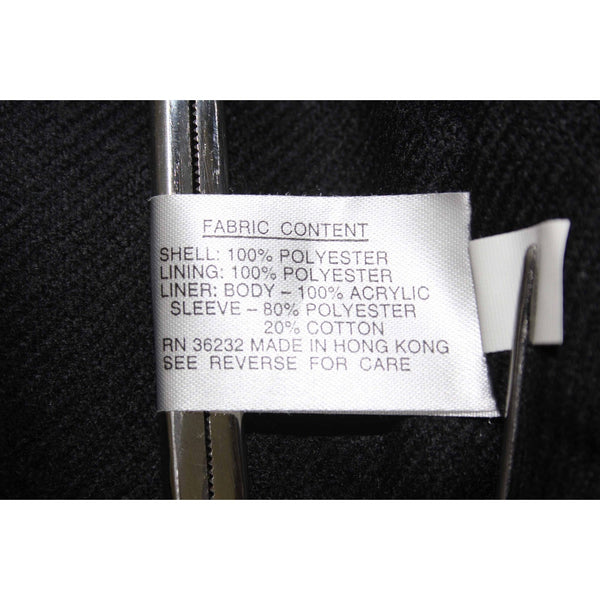 FABRIC CONTENT
SHELL: 100% POLYESTER
LINING: 100% POLYESTER
LINER: BODY – 100% ACRYLIC
SLEEVE – 80% POLYESTER
20% COTTON
RN 36232 MADE IN HONG KONG
SEE REVERSE FOR CARE